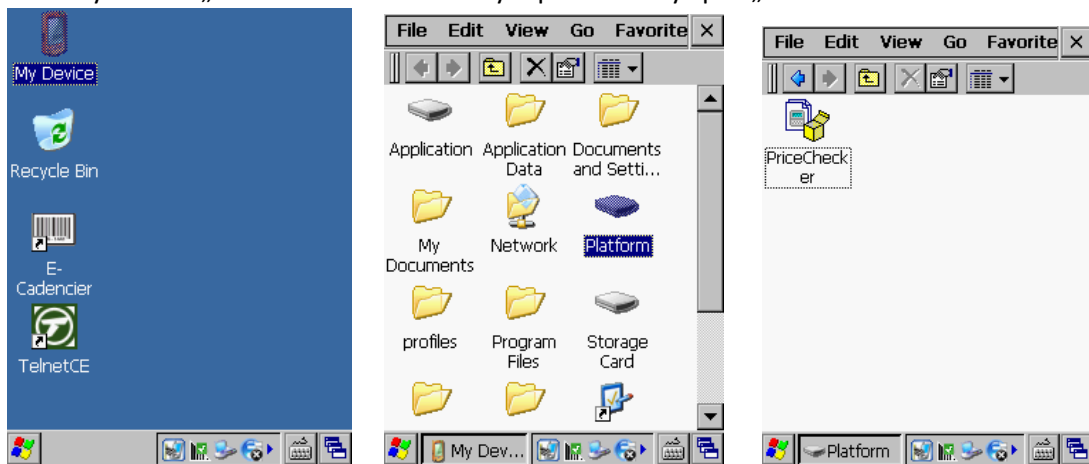 My Device
Recycle Bin
E-
Cadencier
TelnetCE
File Edit View Go Favorite
Application Application Documents
Data and Setti...
My Network Platform
Documents
profiles Program Storage
Files Card
My Dev...
File Edit View Go Favorite
PriceCheck
er
Platform